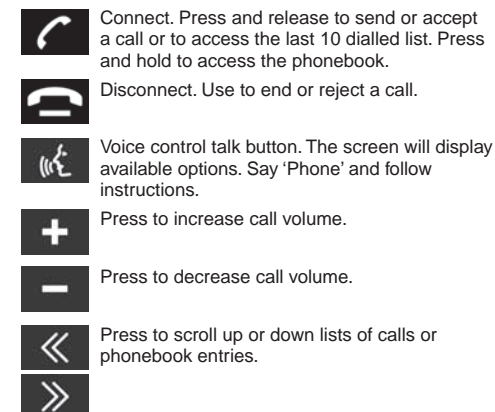 Connect. Press and release to send or accept
a call or to access the last 10 dialled list. Press
and hold to access the phonebook.
Disconnect. Use to end or reject a call.
Voice control talk button. The screen will display
available options. Say ‘Phone’ and follow
instructions.
Press to increase call volume.
Press to decrease call volume.
Press to scroll up or down lists of calls or
phonebook entries.